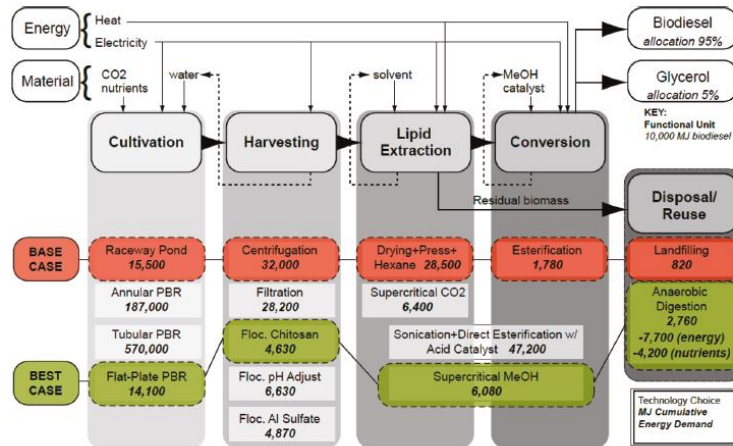 Energy
Heat
Electricity
Material
CO2
nutrients
water
solvent
MeOH
catalyst
Biodiesel
allocation 95%
Glycerol
allocation 5%
KEY:
Functional Unit
10,000 MJ biodiesel
Cultivation
Harvesting
Lipid
Extraction
Conversion
Residual biomass
Disposal/
Reuse
BASE
CASE
Raceway Pond
15,500
Centrifugation
32,000
Drying+Press+
Hexane 28,500
Esterification
1,780
Landfilling
820
Annular PBR
187,000
Filtration
28,200
Supercritical CO2
6,400
Anaerobic
Digestion
2,760
-7,700 (energy)
-4,200 (nutrients)
Tubular PBR
570,000
Floc. Chitosan
4,630
Sonication+Direct Esterification w/
Acid Catalyst 47,200
BEST
CASE
Flat-Plate PBR
14,100
Floc. pH Adjust
6,630
Supercritical MeOH
6,080
Floc. Al Sulfate
4,870
Technology Choice
MJ Cumulative
Energy Demand